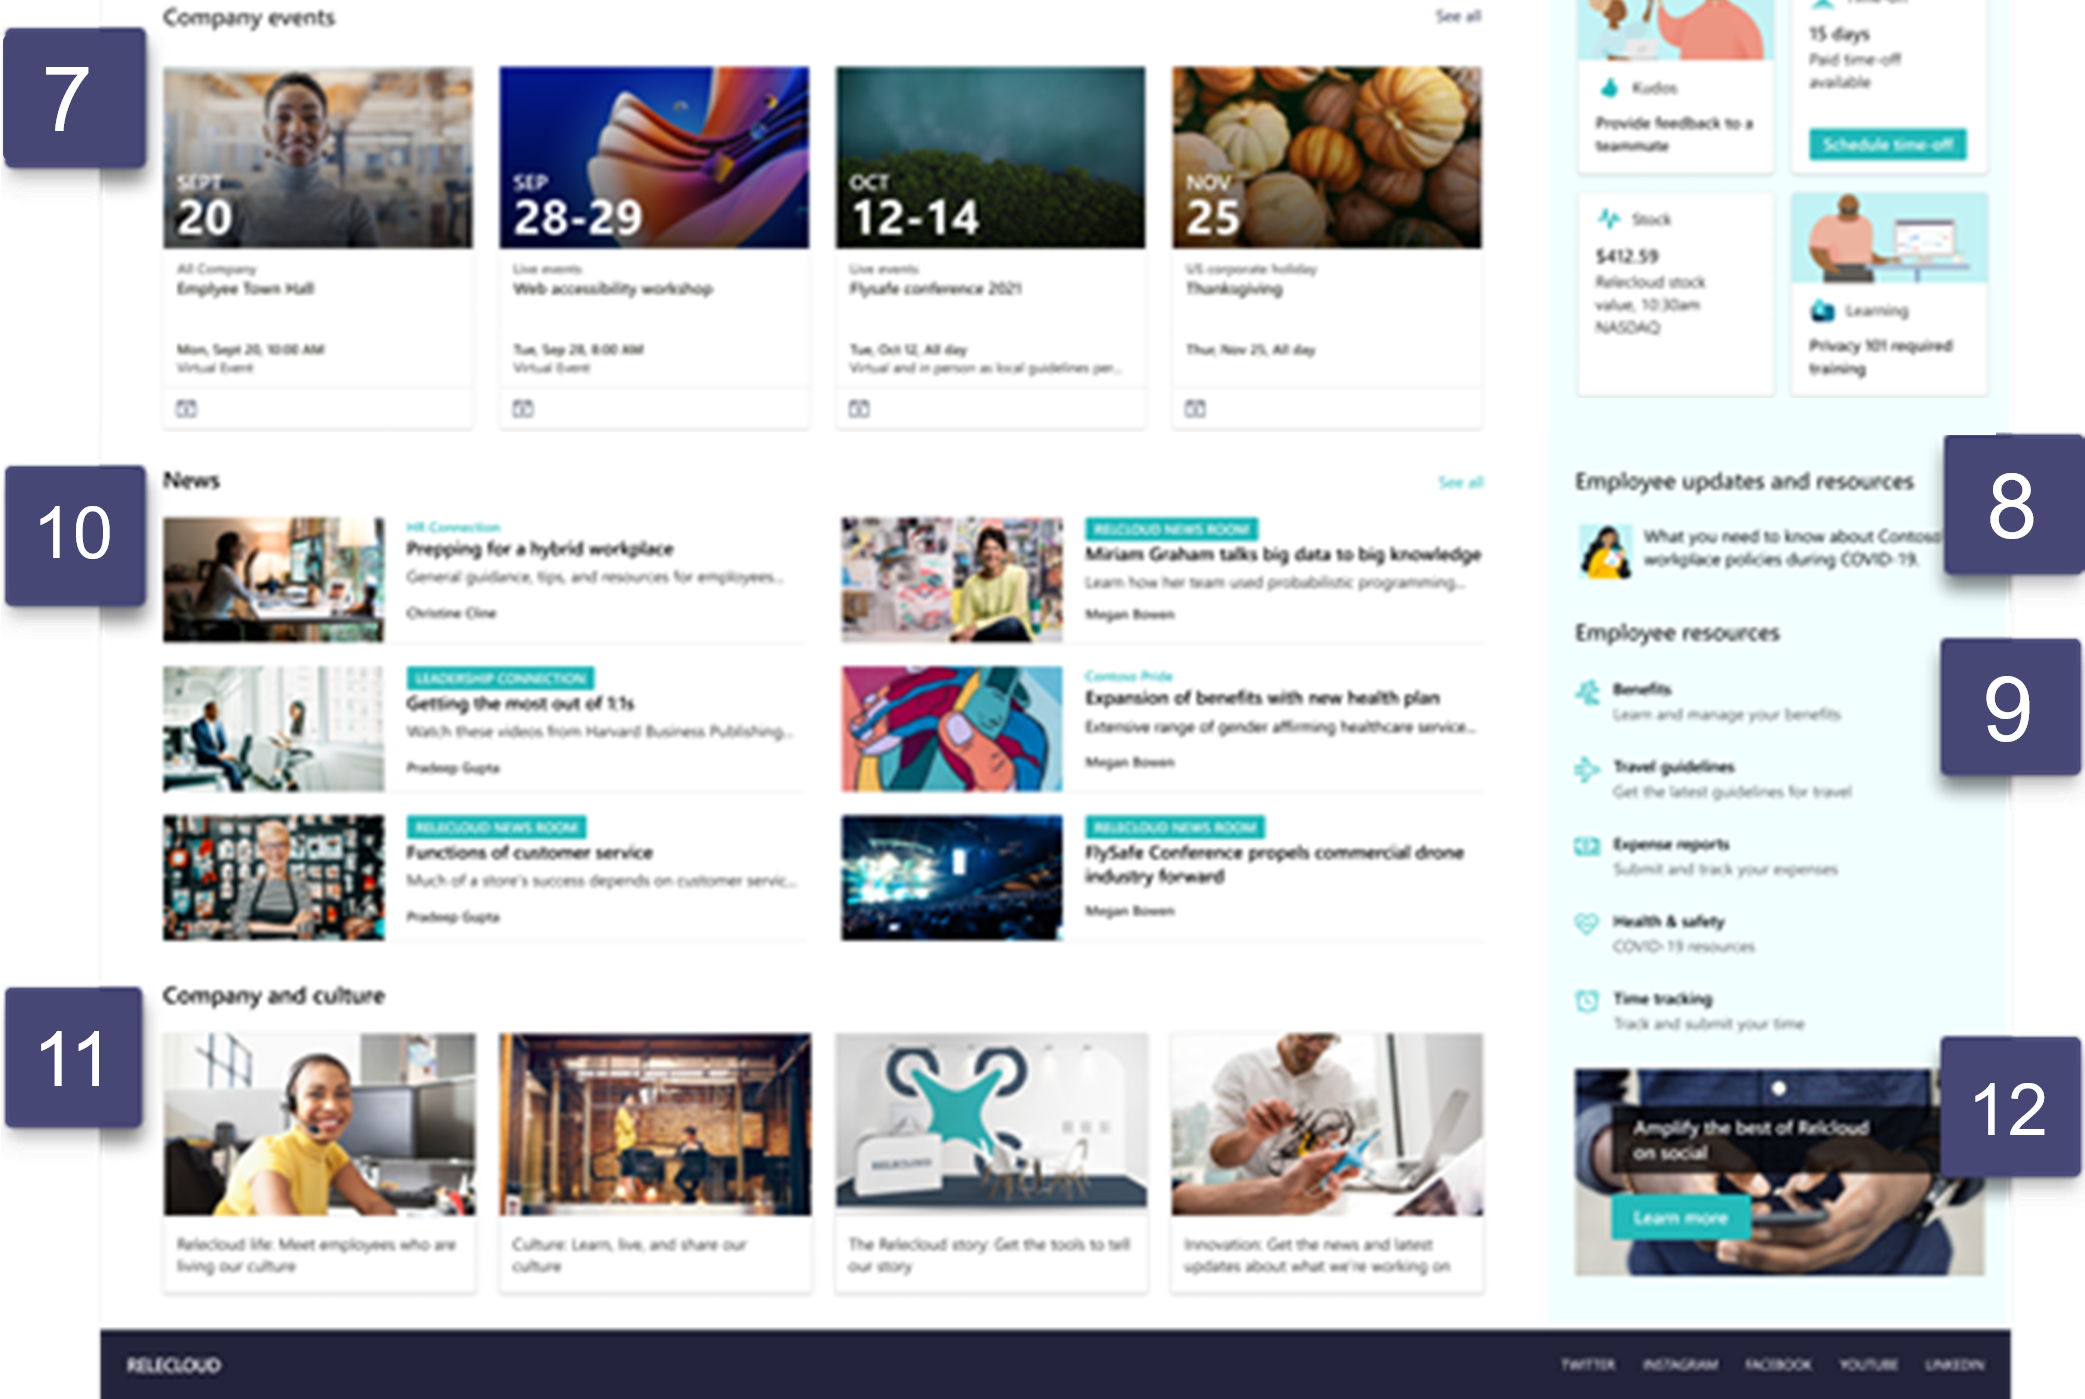 Company events
See all
7
SEPT
20
All Company
Emplyee Town Hall
Mon, Sept 20, 10:00 AM
Virtual Event
SEP
28-29
Live events
Web accessibility workshop
Tue, Sep 28, 8:00 AM
Virtual Event
OCT
12-14
Live events
Flysafe conference 2021
Tue, Oct 12, All day
Virtual and in person as local guidelines per...
NOV
25
US corporate holiday
Thanksgiving
Thur, Nov 25, All day
Kudos
Provide feedback to a
teammate
15 days
Paid time-off
available
Schedule time-off
Stock
$412.59
Relecloud stock
value, 10:30am
NASDAQ
Learning
Privacy 101 required
training
10
News
See all
HR Connection
Prepping for a hybrid workplace
General guidance, tips, and resources for employees...
Christine Cline
RELCLOUD NEWS ROOM
Miriam Graham talks big data to big knowledge
Learn how her team used probabilistic programming...
Megan Bowen
LEADERSHIP CONNECTION
Getting the most out of 1:1s
Watch these videos from Harvard Business Publishing...
Pradeep Gupta
Contoso Pride
Expansion of benefits with new health plan
Extensive range of gender affirming healthcare service...
Megan Bowen
RELECLOUD NEWS ROOM
Functions of customer service
Much of a store's success depends on customer servic...
Pradeep Gupta
RELECLOUD NEWS ROOM
FlySafe Conference propels commercial drone
industry forward
Megan Bowen
8
Employee updates and resources
What you need to know about Contoso
workplace policies during COVID-19.
9
Employee resources
Benefits
Learn and manage your benefits
Travel guidelines
Get the latest guidelines for travel
Expense reports
Submit and track your expenses
Health & safety
COVID-19 resources
Time tracking
Track and submit your time
11
Company and culture
RELECLOUD
Relecloud life: Meet employees who are
living our culture
Culture: Learn, live, and share our
culture
The Relecloud story: Get the tools to tell
our story
Innovation: Get the news and latest
updates about what we're working on
12
Amplify the best of Relcloud
on social
Learn more
RELECLOUD
TWITTER
INSTAGRAM
FACEBOOK
YOUTUBE
LINKEDIN